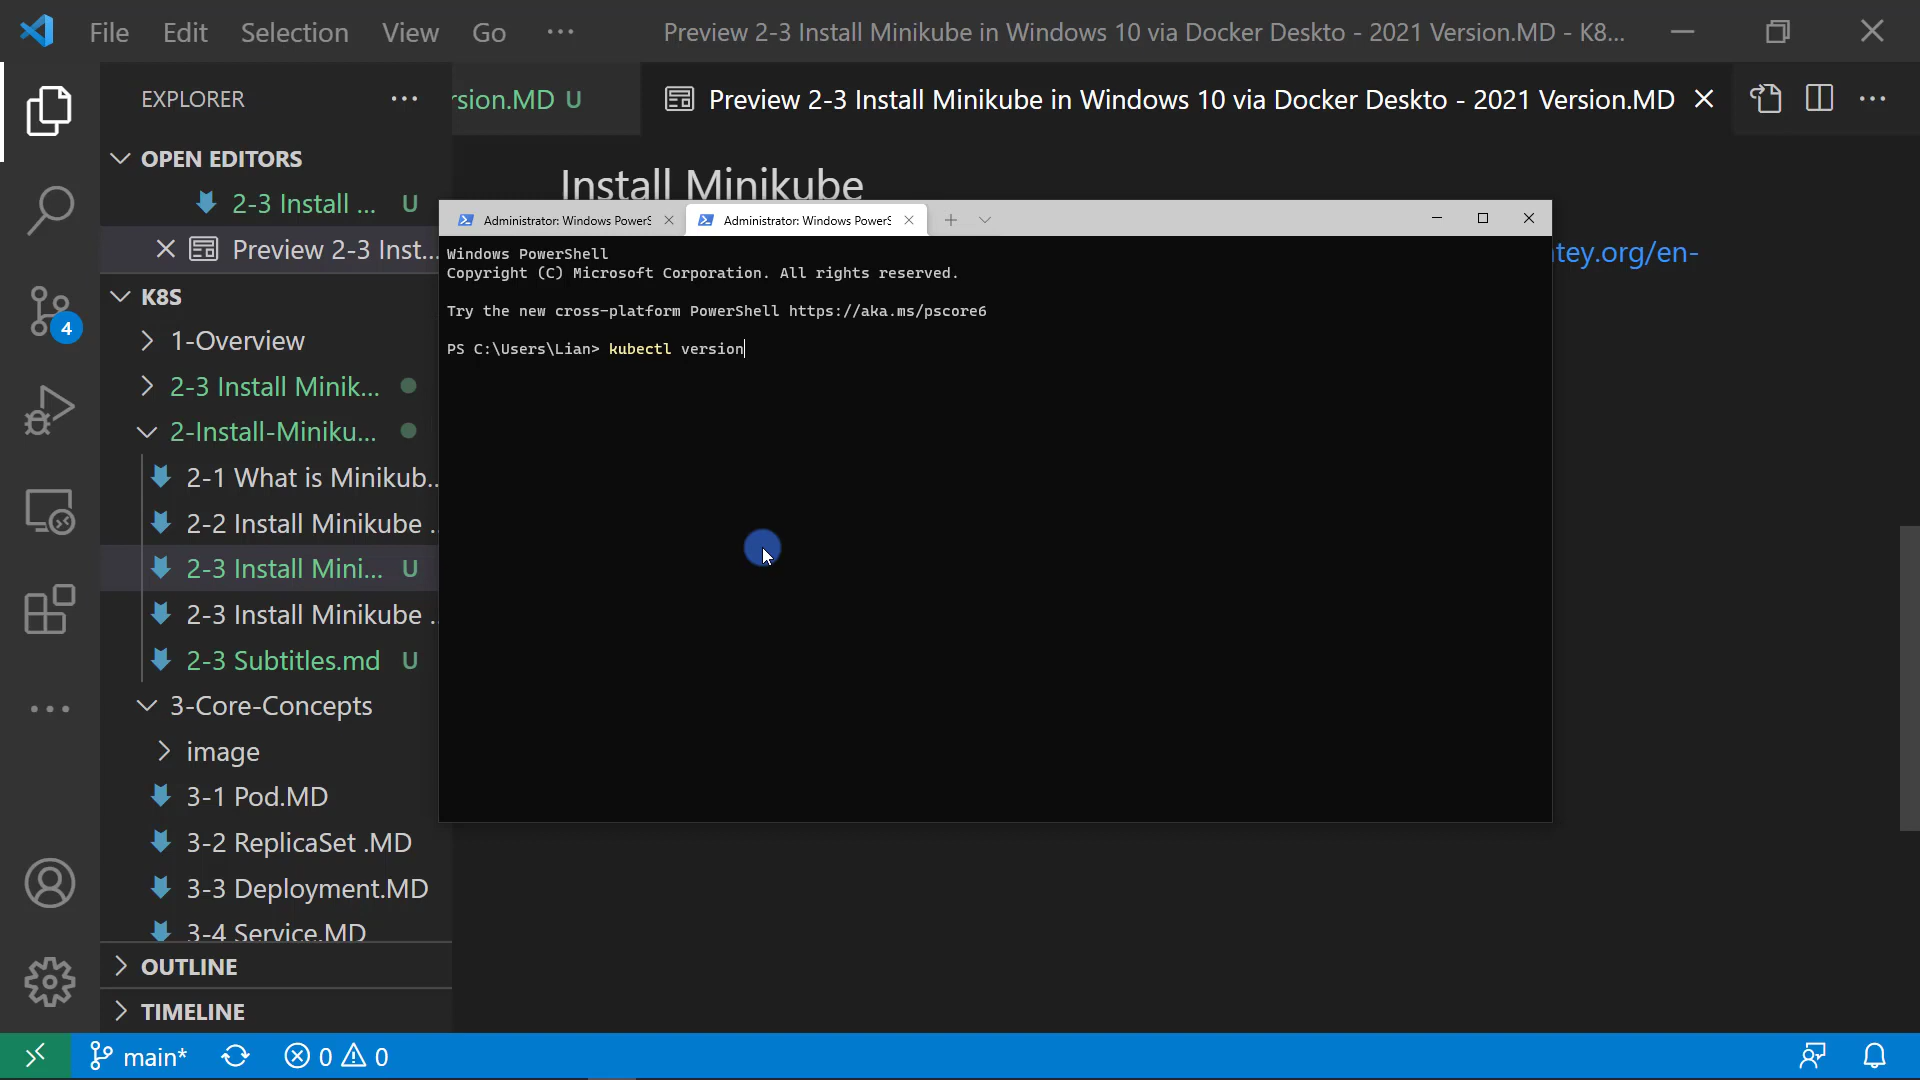 File Edit Selection View Go ··· Preview 2-3 Install Minikube in Windows 10 via Docker Deskto - 2021 Version.MD - K8...
EXPLORER ···
rsion.MD U Preview 2-3 Install Minikube in Windows 10 via Docker Deskto - 2021 Version.MD ···
OPEN EDITORS
2-3 Install ... U
Preview 2-3 Inst...
K8S
1-Overview
2-3 Install Minik...
2-Install-Miniku...
2-1 What is Minikub...
2-2 Install Minikube ...
2-3 Install Mini... U
2-3 Install Minikube ...
2-3 Subtitles.md U
3-Core-Concepts
image
3-1 Pod.MD
3-2 ReplicaSet .MD
3-3 Deployment.MD
3-4 Service.MD
OUTLINE
TIMELINE
4
Install Minikube
tey.org/en-
Administrator: Windows PowerS Administrator: Windows PowerS
Windows PowerShell
Copyright (C) Microsoft Corporation. All rights reserved.
Try the new cross-platform PowerShell https://aka.ms/pscore6
PS C:\Users\Lian> kubectl version
main* 0 0